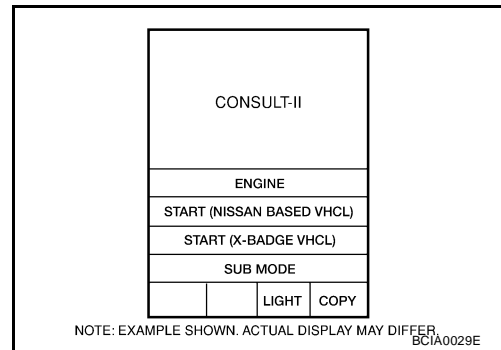 CONSULT-II
ENGINE
START (NISSAN BASED VHCL)
START (X-BADGE VHCL)
SUB MODE
LIGHT COPY
NOTE: EXAMPLE SHOWN. ACTUAL DISPLAY MAY DIFFER.
BCIA0029E